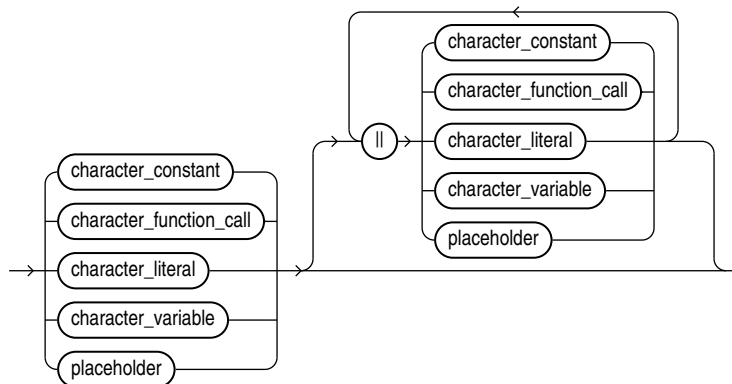 character_constant
character_function_call
character_literal
character_variable
placeholder
||
character_constant
character_function_call
character_literal
character_variable
placeholder